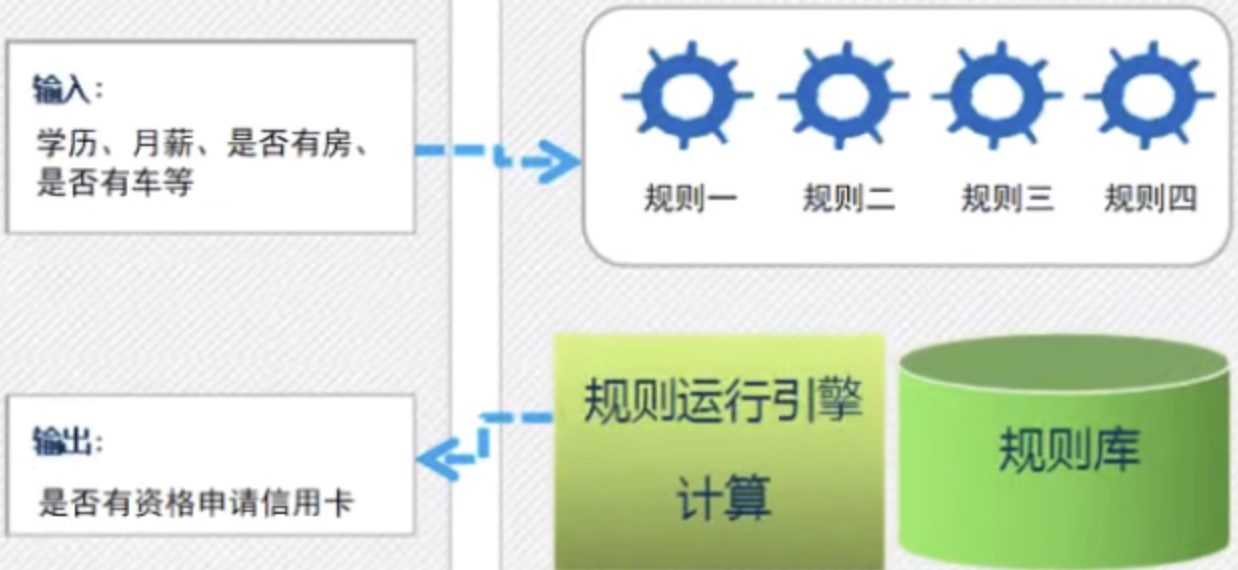 输入：
学历、月薪、是否有房、
是否有车等
规则一
规则二
规则三
规则四
输出：
是否有资格申请信用卡
规则运行引擎
计算
规则库